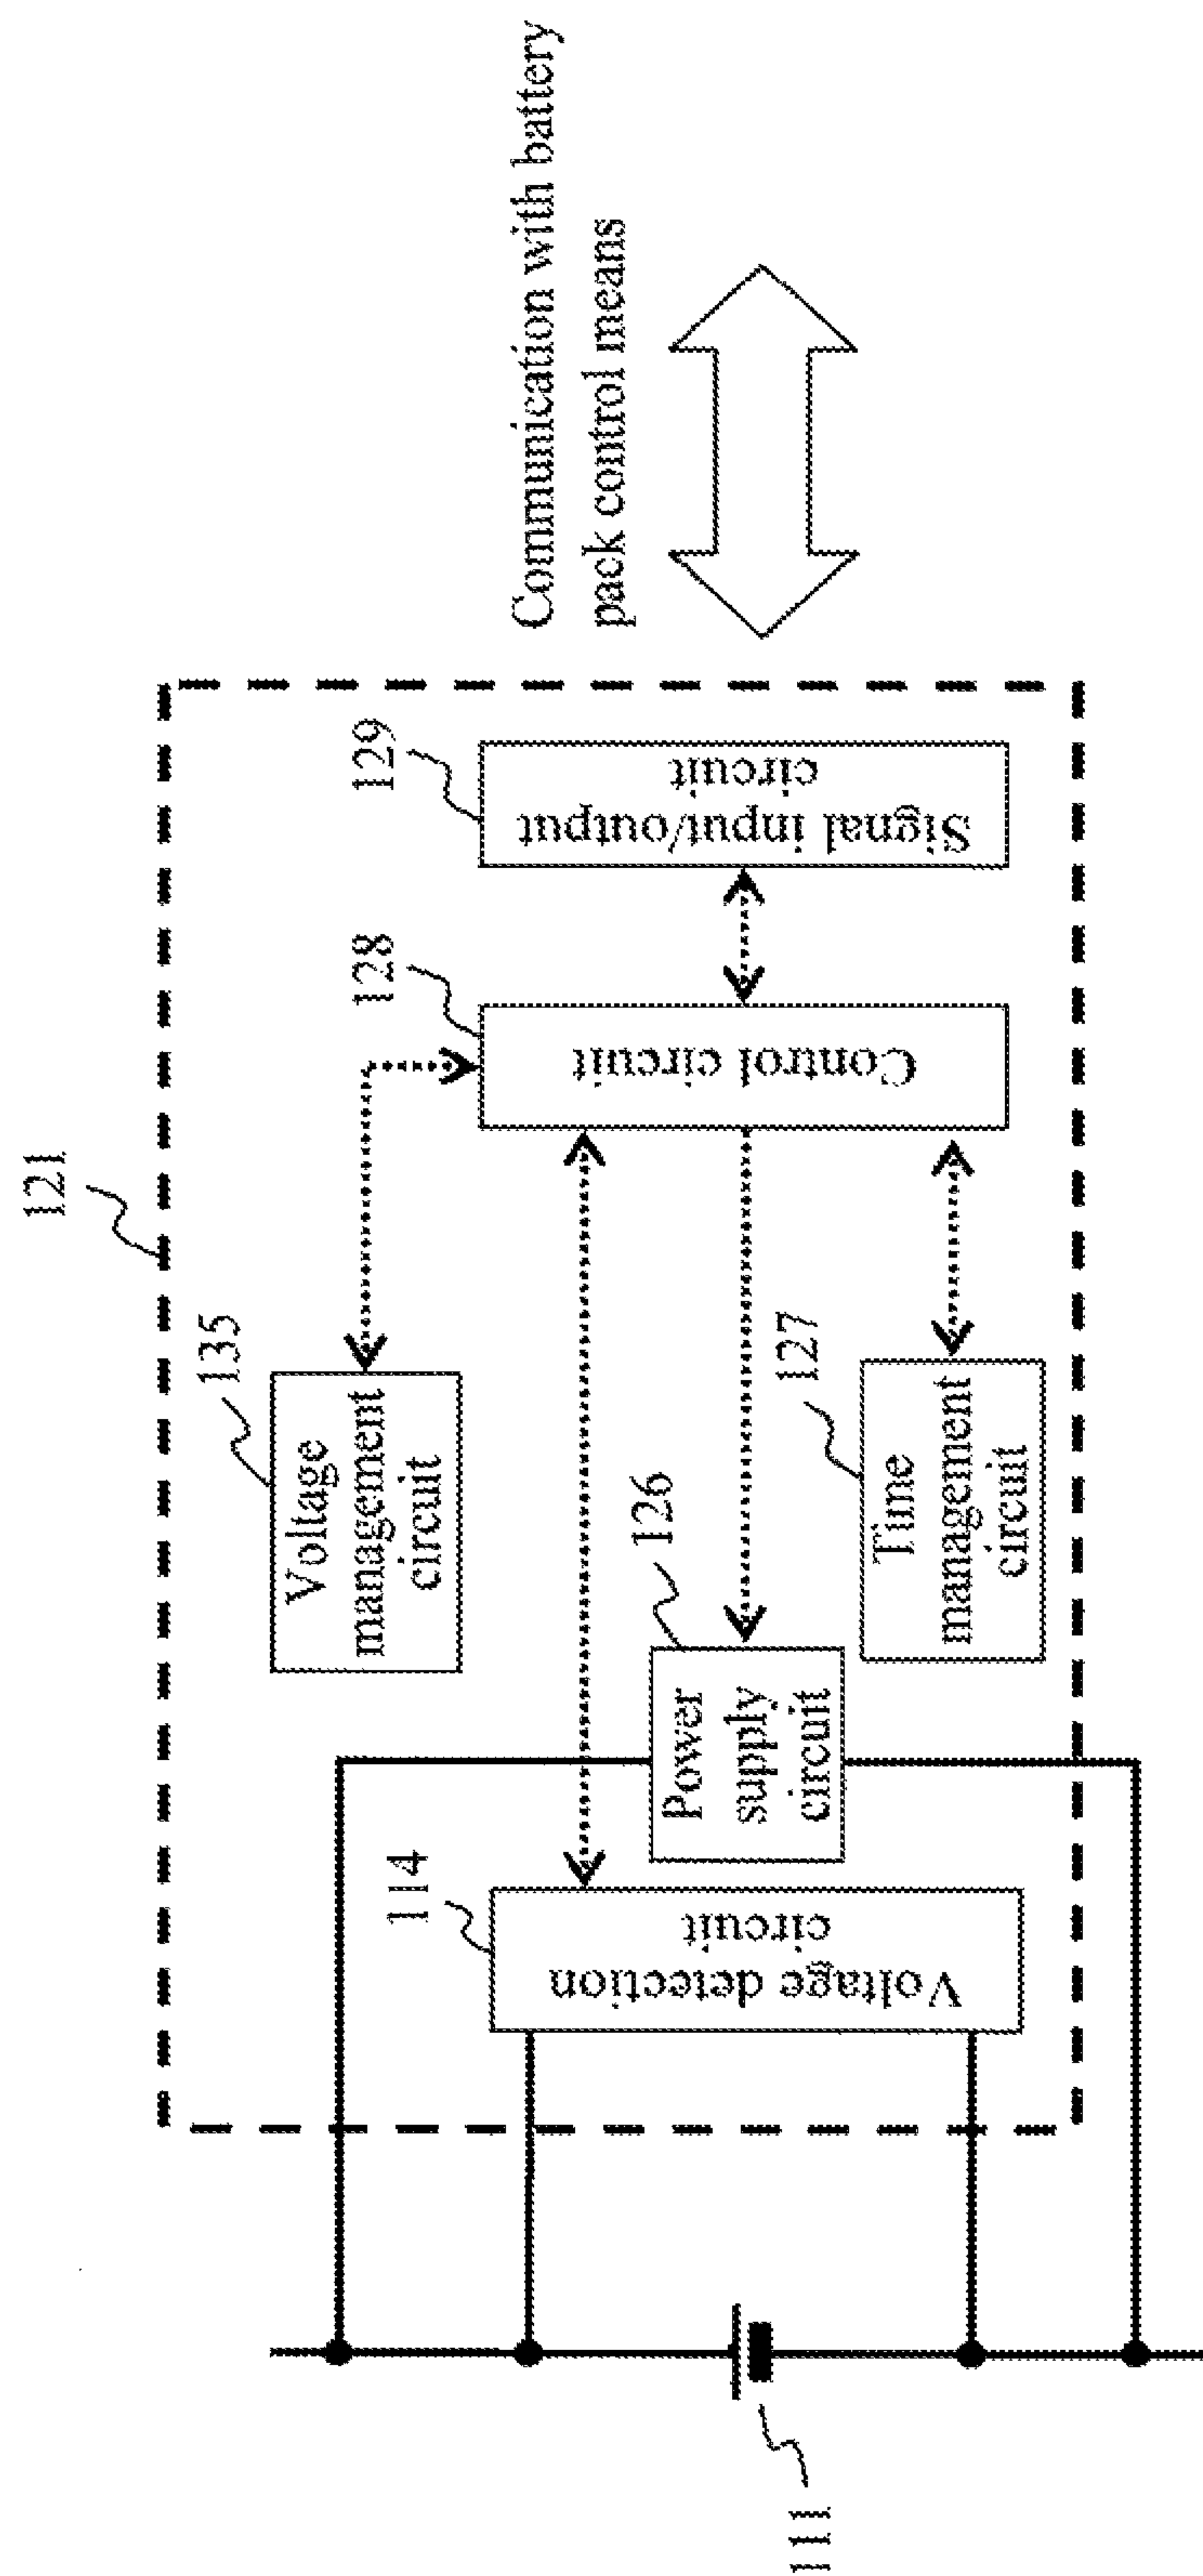 121
Communication with battery
pack control means
135
Voltage
management
circuit
128
Control circuit
129
Signal input/output
circuit
114
Voltage detection
circuit
126
Power
supply
circuit
127
Time
management
circuit
111